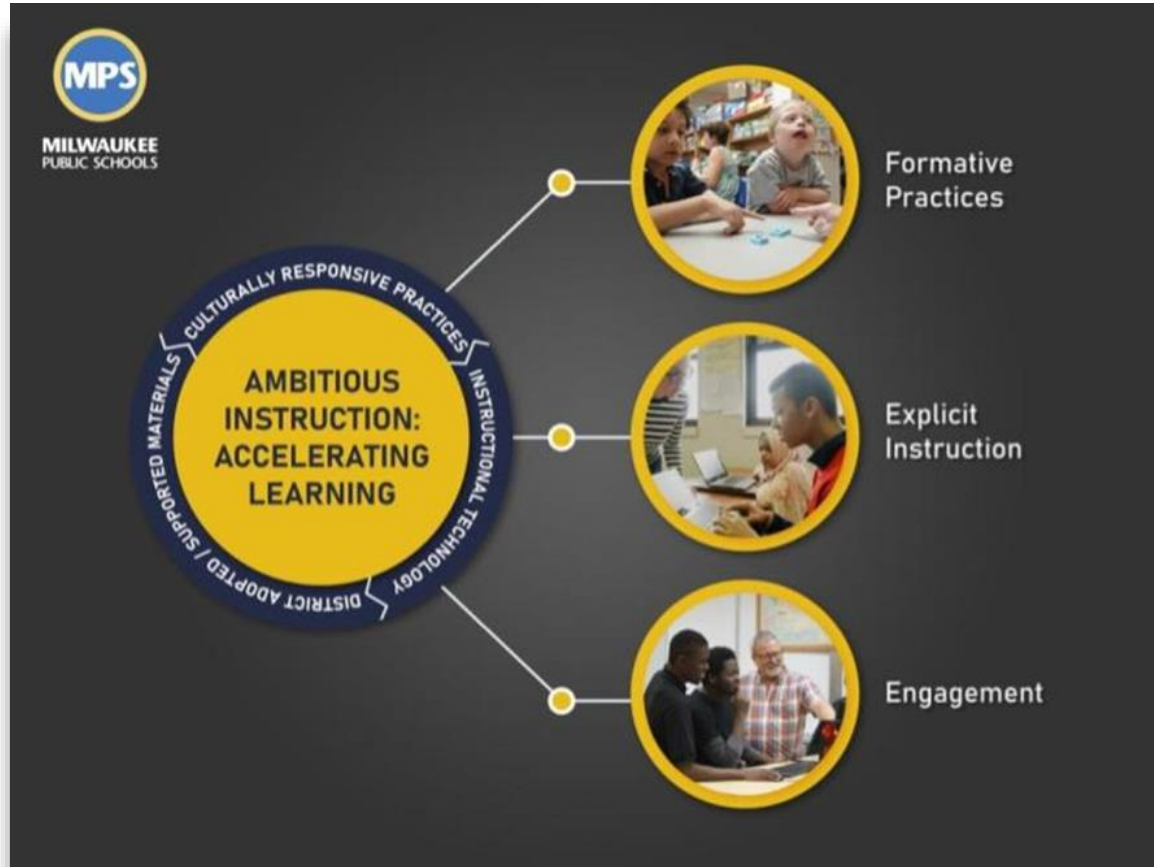 MPS
MILWAUKEE
PUBLIC SCHOOLS
CULTURALLY RESPONSIVE PRACTICES
INSTRUCTIONAL TECHNOLOGY
DISTRICT ADOPTED / SUPPORTED MATERIALS
AMBITIOUS
INSTRUCTION:
ACCELERATING
LEARNING
Formative
Practices
Explicit
Instruction
Engagement